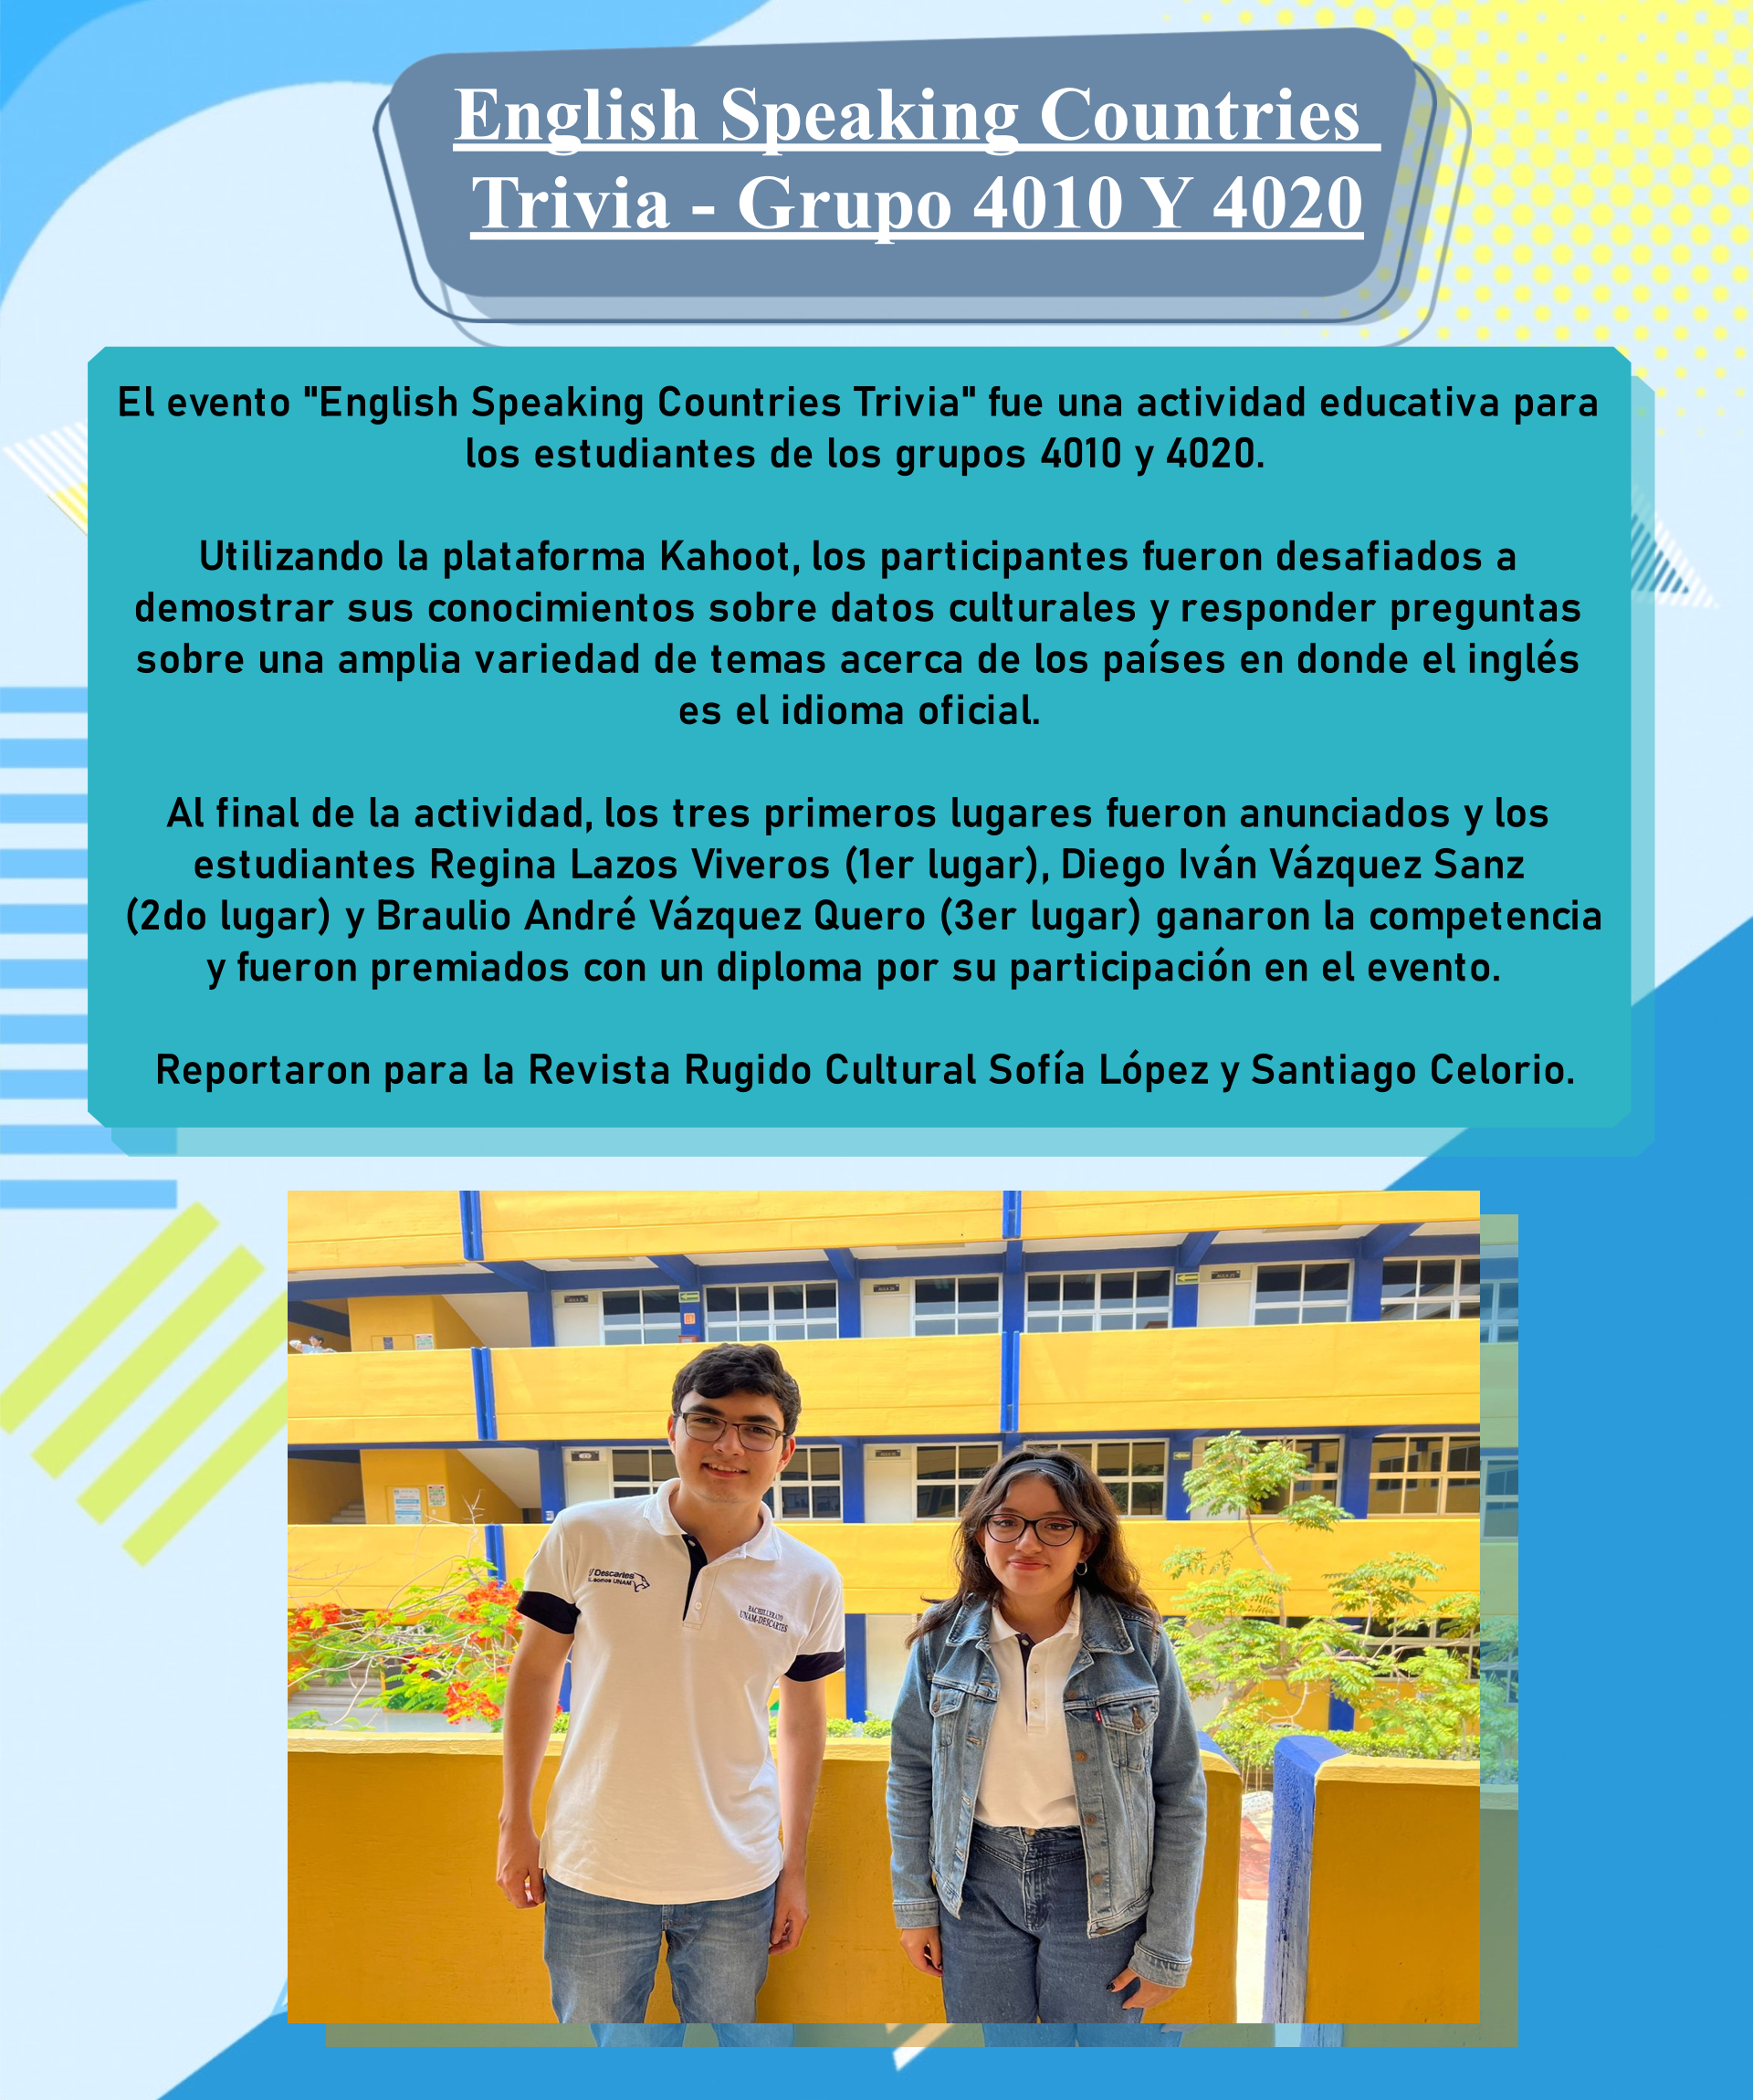 English Speaking Countries
Trivia - Grupo 4010 Y 4020
El evento "English Speaking Countries Trivia" fue una actividad educativa para
los estudiantes de los grupos 4010 y 4020.
Utilizando la plataforma Kahoot, los participantes fueron desafiados a
demostrar sus conocimientos sobre datos culturales y responder preguntas
sobre una amplia variedad de temas acerca de los países en donde el inglés
es el idioma oficial.
Al final de la actividad, los tres primeros lugares fueron anunciados y los
estudiantes Regina Lazos Viveros (1er lugar), Diego Iván Vázquez Sanz
(2do lugar) y Braulio André Vázquez Quero (3er lugar) ganaron la competencia
y fueron premiados con un diploma por su participación en el evento.
Reportaron para la Revista Rugido Cultural Sofía López y Santiago Celorio.
Descartes
UNAM
BACHILLERATO
UNAM-DESCARTES